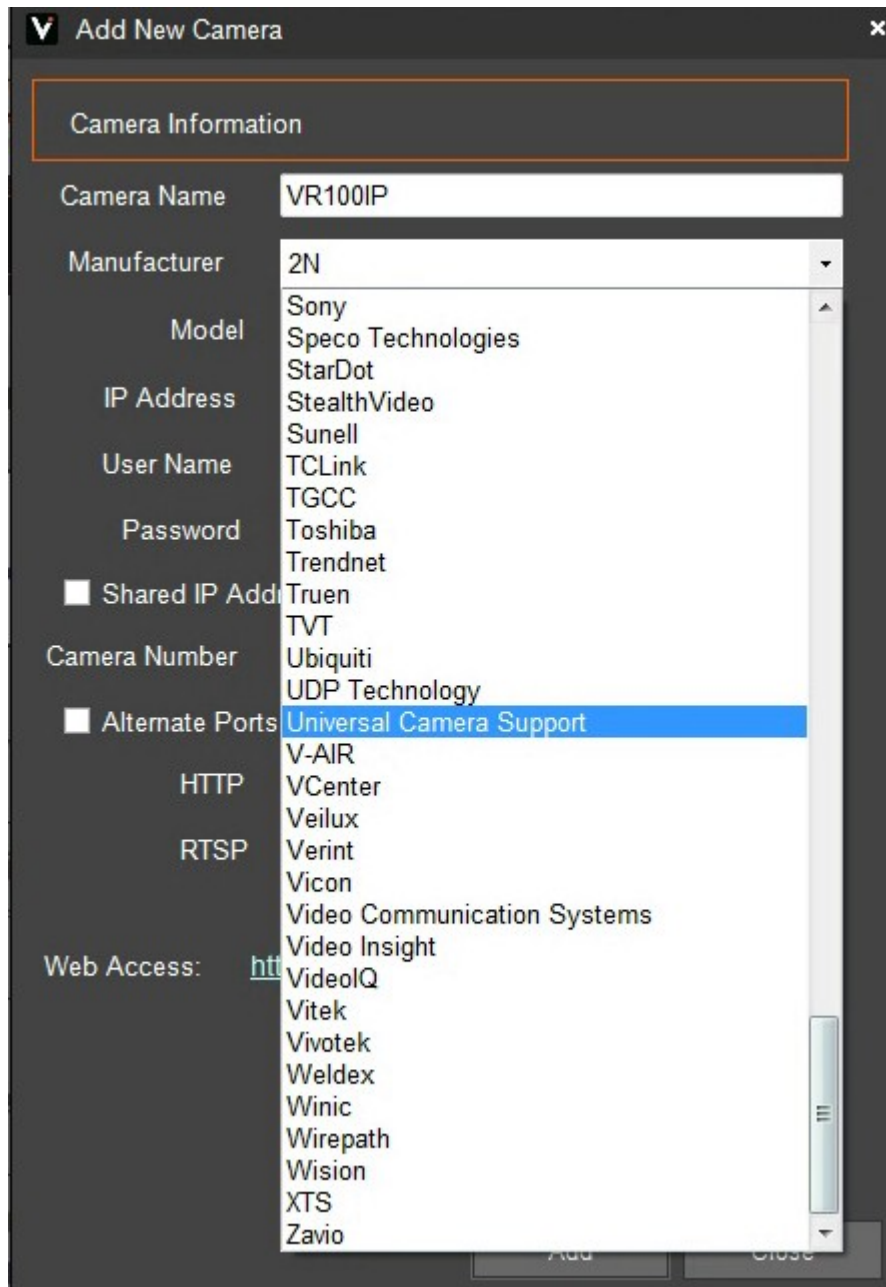 Add New Camera
Camera Information
Camera Name VR100IP
Manufacturer 2N
Model
IP Address
User Name
Password
Shared IP Addr
Camera Number
Alternate Ports
HTTP
RTSP
Web Access: htt
Sony
Speco Technologies
StarDot
StealthVideo
Sunell
TCLink
TGCC
Toshiba
Trendnet
Truen
TVT
Ubiquiti
UDP Technology
Universal Camera Support
V-AIR
VCenter
Veilux
Verint
Vicon
Video Communication Systems
Video Insight
VideoIQ
Vitek
Vivotek
Weldex
Winic
Wirepath
Wision
XTS
Zavio
Add Close